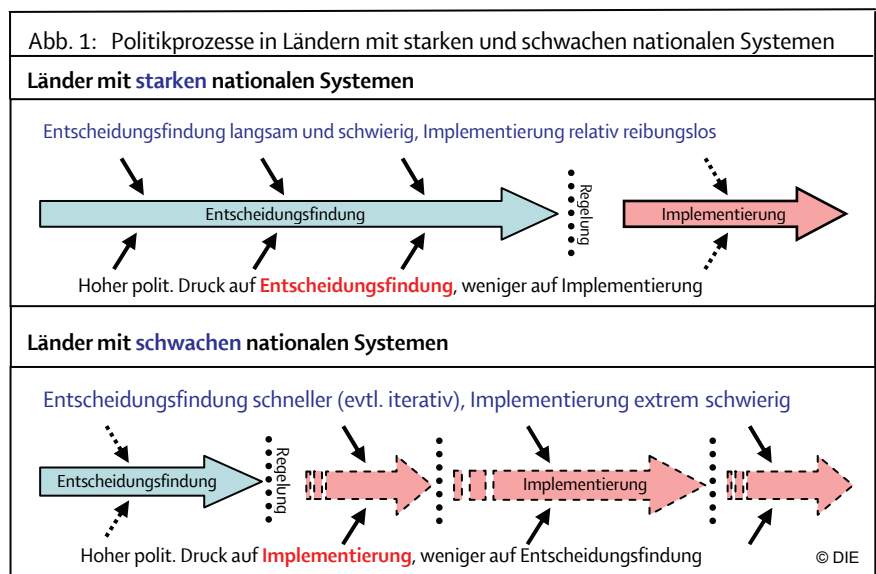 Abb. 1: Politikprozesse in Ländern mit starken und schwachen nationalen Systemen
Länder mit starken nationalen Systemen
Entscheidungsfindung langsam und schwierig, Implementierung relativ reibungslos
Entscheidungsfindung
Regelung
Implementierung
Hoher polit. Druck auf Entscheidungsfindung, weniger auf Implementierung
Länder mit schwachen nationalen Systemen
Entscheidungsfindung schneller (evtl. iterativ), Implementierung extrem schwierig
Entscheidungsfindung
Regelung
Implementierung
Hoher polit. Druck auf Implementierung, weniger auf Entscheidungsfindung
© DIE